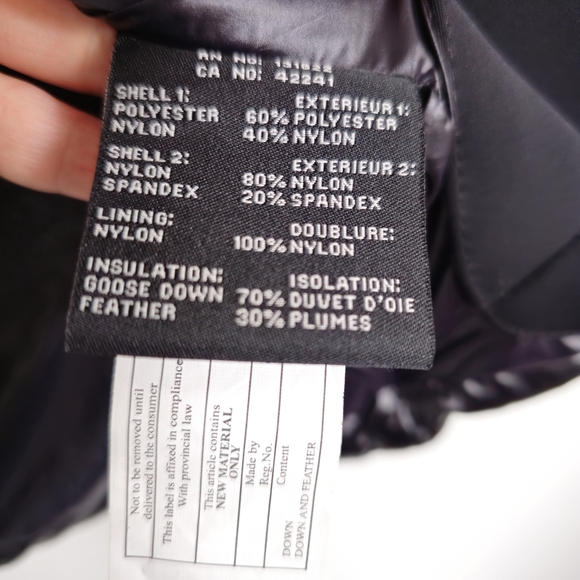 CA NO: 42241
SHELL 1: EXTERIEUR 1:
POLYESTER 60% POLYESTER
NYLON 40% NYLON
SHELL 2: EXTERIEUR 2:
NYLON 80% NYLON
SPANDEX 20% SPANDEX
LINING: DOUBLURE:
NYLON 100% NYLON
INSULATION: ISOLATION:
GOOSE DOWN 70% DUVET D'OIE
FEATHER 30% PLUMES
Not to be removed until
delivered to the consumer
This label is affixed in compliance
With provincial law
This article contains
NEW MATERIAL
ONLY
Made by
Reg.No.
Content
DOWN
DOWN AND FEATHER